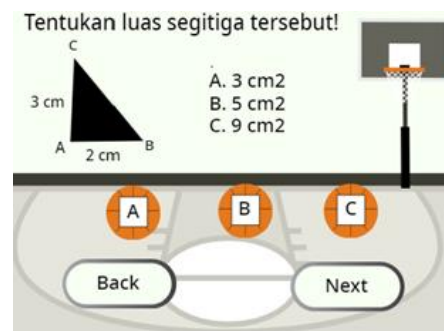 Tentukan luas segitiga tersebut!
C
3 cm
A
2 cm
B
A. 3 cm2
B. 5 cm2
C. 9 cm2
A
B
C
Back
Next